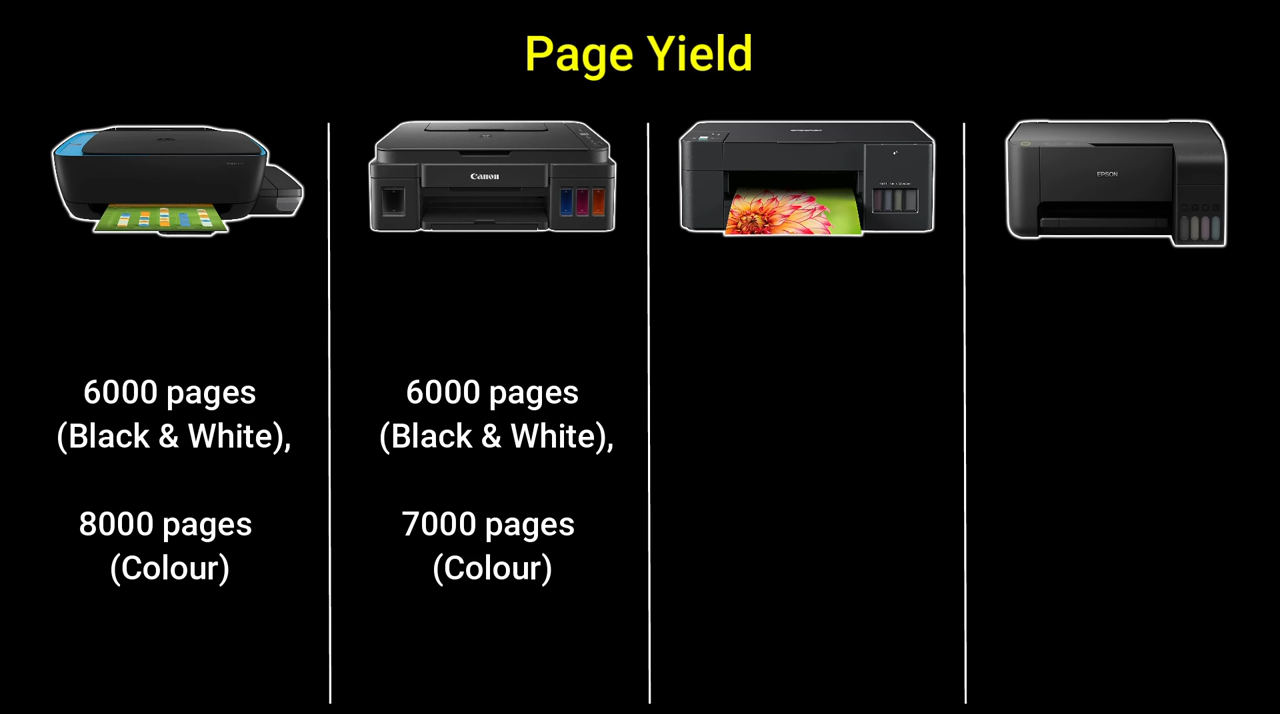 Page Yield
Canon
EPSON
6000 pages
(Black & White),
8000 pages
(Colour)
6000 pages
(Black & White),
7000 pages
(Colour)